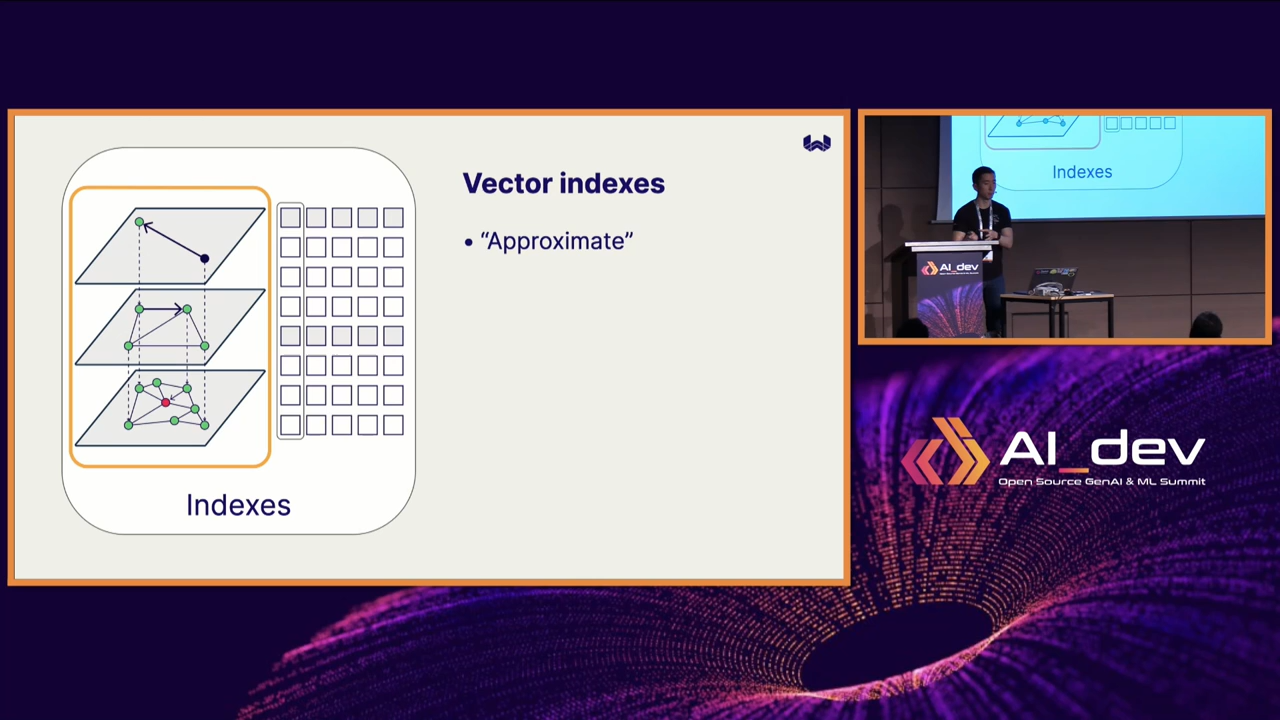 Vector indexes
• “Approximate”
Indexes
Indexes
AI_dev
AI_dev
Open Source GenAI & ML Summit